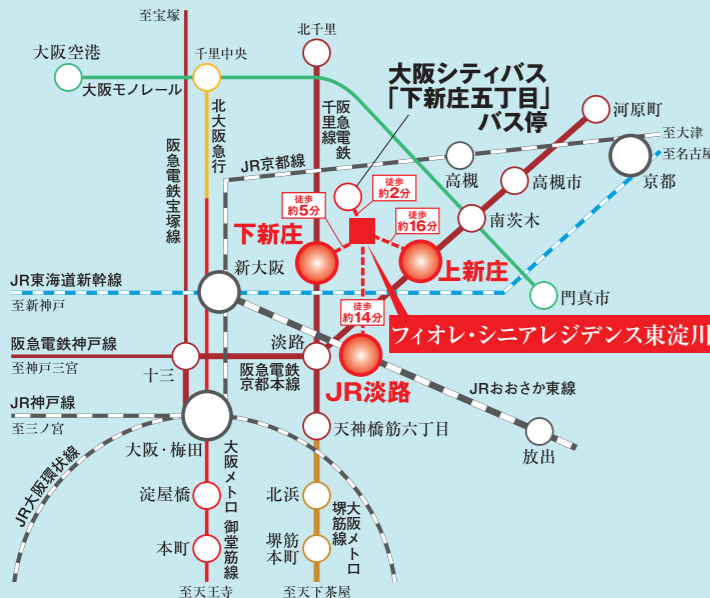 至宝塚
北千里
大阪空港
千里中央
大阪モノレール
大阪シティバス
「下新庄五丁目」
バス停
河原町
阪急電鉄宝塚線
北大阪急行
阪急電鉄
千里線
JR京都線
至大津
至名古屋
高槻
京都
高槻市
徒歩
約2分
徒歩
約5分
徒歩
約16分
南茨木
下新庄
上新庄
新大阪
JR東海道新幹線
至新神戸
門真市
徒歩
約14分
フィオレ・シニアレジデンス東淀川
阪急電鉄神戸線
至神戸三宮
淡路
十三
阪急電鉄
京都本線
JR淡路
JRおおさか東線
JR神戸線
至三ノ宮
天神橋筋六丁目
大阪・梅田
放出
JR大阪環状線
大阪メトロ
御堂筋線
淀屋橋
北浜
大阪メトロ
堺筋線
本町
堺筋
本町
至天王寺
至天下茶屋